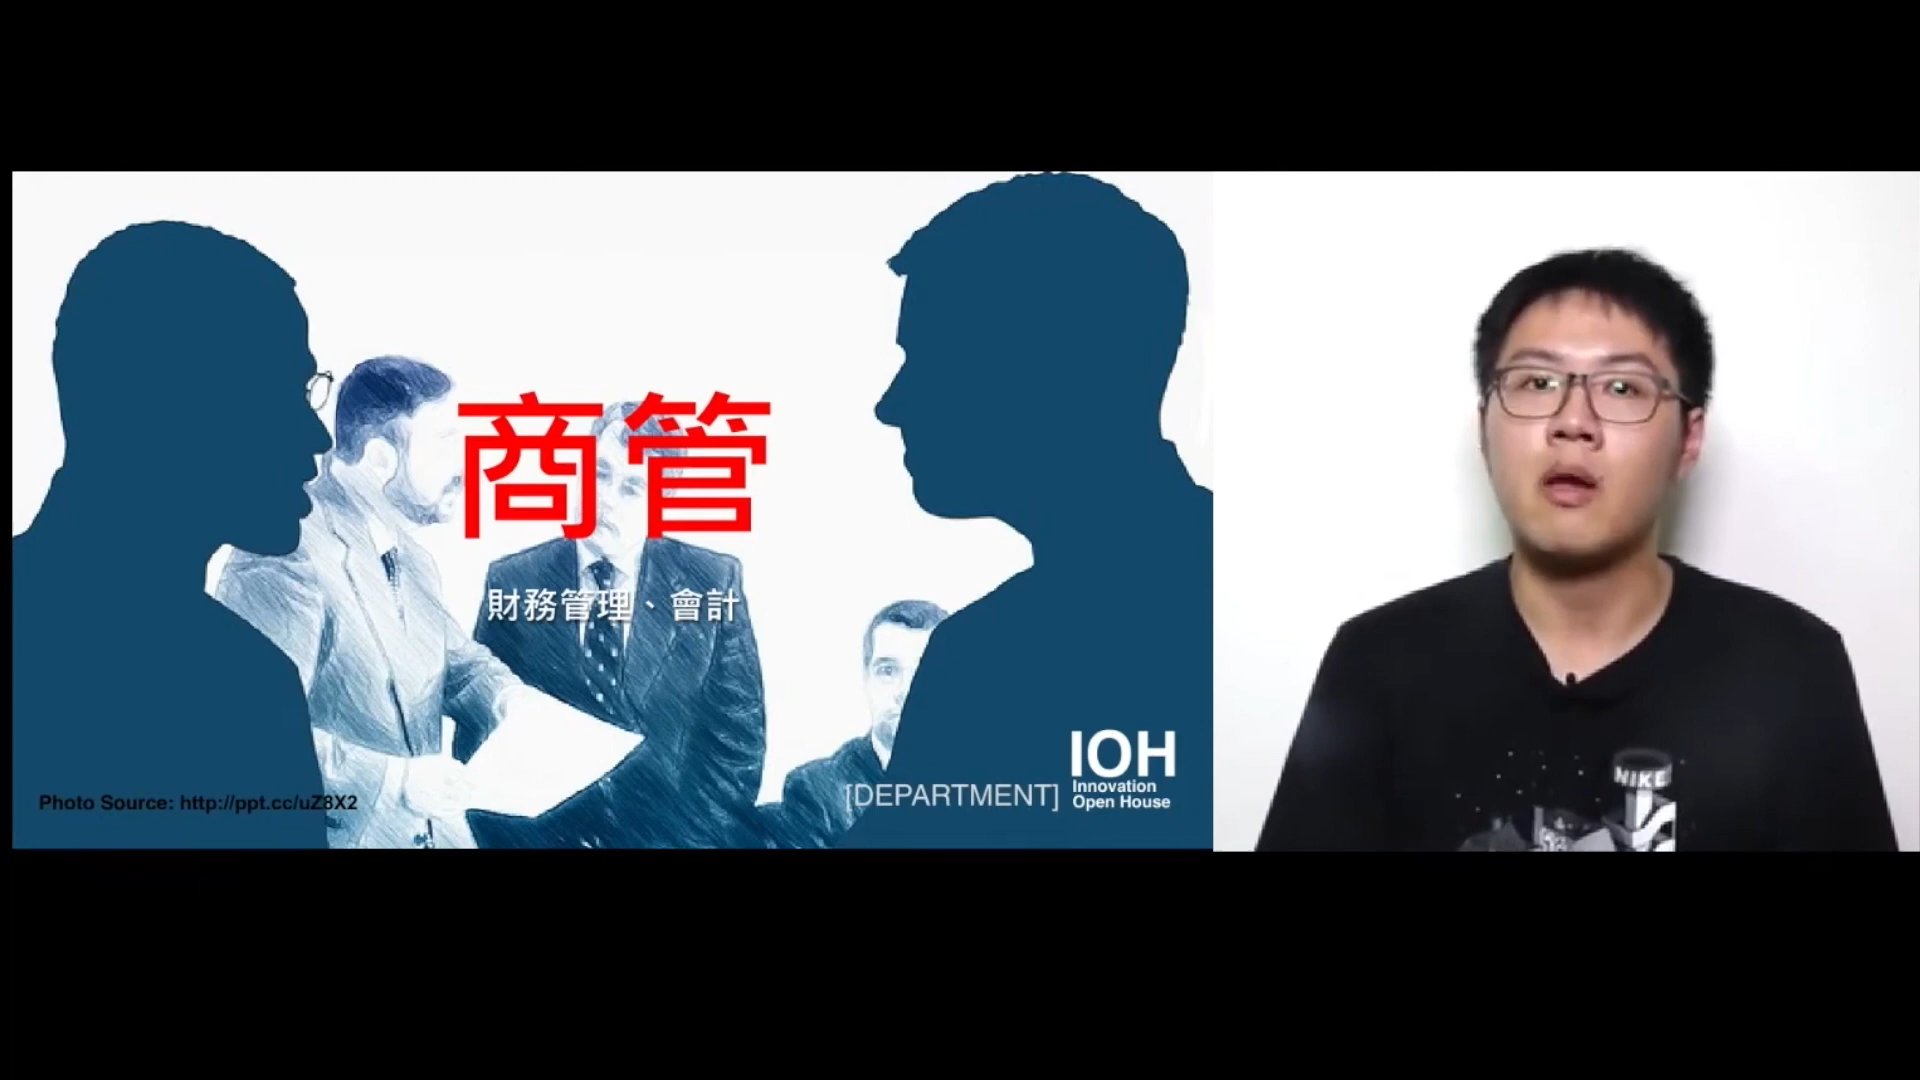 商管
財務管理、會計
Photo Source: http://ppt.cc/uZ8X2
[DEPARTMENT]
IOH
Innovation
Open House
NIKE